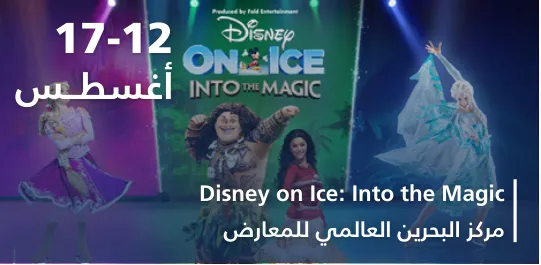 Produced by Feld Entertainment
Disney
ON ICE
INTO THE MAGIC
17-12
أغسطس
Disney on Ice: Into the Magic
مركز البحرين العالمي للمعارض